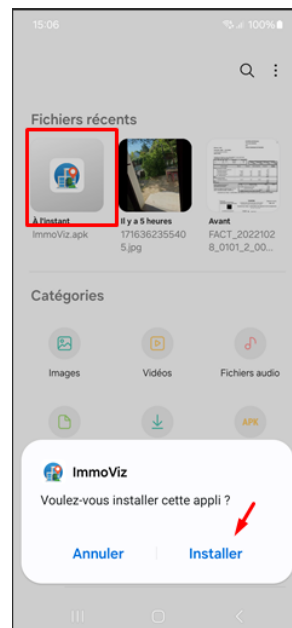 15:06
100%
Fichiers récents
À l'instant
ImmoViz.apk
Il y a 5 heures
171636235540
5.jpg
Avant
FACT_2022102
8_0101_2_00...
Catégories
Images
Vidéos
Fichiers audio
APK
ImmoViz
Voulez-vous installer cette appli ?
Annuler
Installer